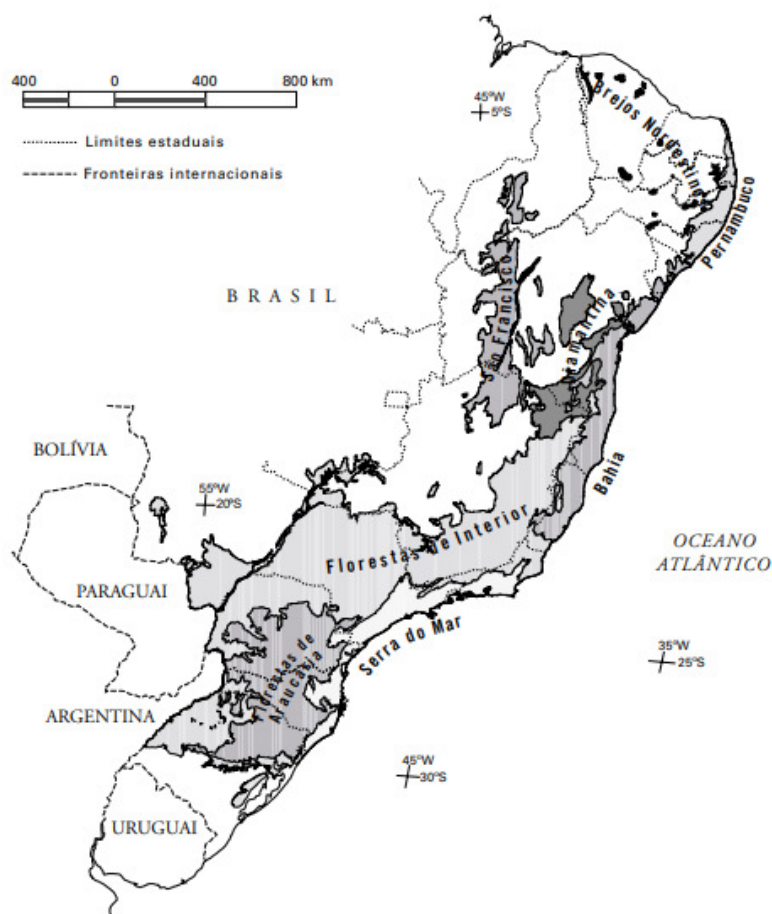 400 0 400 800 km
Limites estaduais
Fronteiras internacionais
45ºW
5ºS
Brejos Nordestinos
Pernambuco
BRASIL
São Francisco
Diamantina
BOLÍVIA
55ºW
20ºS
Bahia
Florestas de Interior
OCEANO
ATLÂNTICO
PARAGUAI
Serra do Mar
35ºW
25ºS
Florestas de
Araucária
ARGENTINA
45ºW
30ºS
URUGUAI